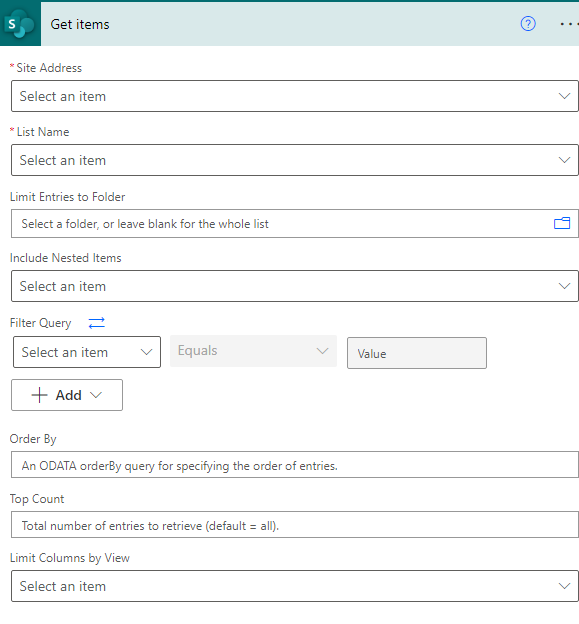 S
Get items
?
* Site Address
Select an item
* List Name
Select an item
Limit Entries to Folder
Select a folder, or leave blank for the whole list
Include Nested Items
Select an item
Filter Query
Select an item Equals Value
Add
Order By
An ODATA orderBy query for specifying the order of entries.
Top Count
Total number of entries to retrieve (default = all).
Limit Columns by View
Select an item